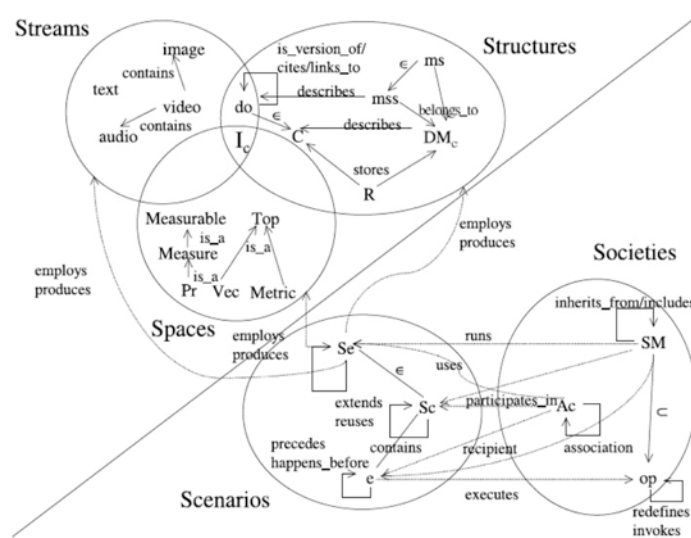 Streams
image
contains
text
video
contains
audio
Structures
is_version_of/
cites/links_to
ms
∈
describes
mss
do
belongs_to
∈
C
describes
DM_c
I_c
stores
R
Measurable
Top
is_a
Measure
is_a
is_a
Pr
Vec
Metric
Spaces
employs
produces
employs
produces
employs
produces
Societies
inherits_from/includes
runs
SM
Se
uses
∈
extends
reuses
Sc
participates_in
Ac
⊂
contains
association
precedes
happens_before
recipient
e
executes
op
redefines
invokes
Scenarios